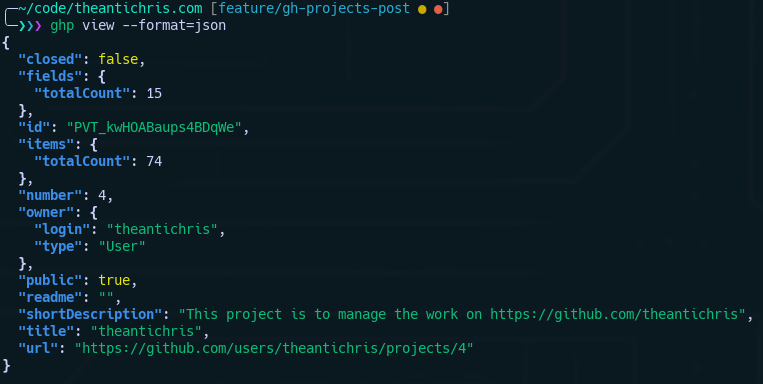 ~/code/theantichris.com [feature/gh-projects-post ● ●]
❯❯❯ ghp view --format=json
{
  "closed": false,
  "fields": {
    "totalCount": 15
  },
  "id": "PVT_kwHOABaups4BDqWe",
  "items": {
    "totalCount": 74
  },
  "number": 4,
  "owner": {
    "login": "theantichris",
    "type": "User"
  },
  "public": true,
  "readme": "",
  "shortDescription": "This project is to manage the work on https://github.com/theantichris",
  "title": "theantichris",
  "url": "https://github.com/users/theantichris/projects/4"
}